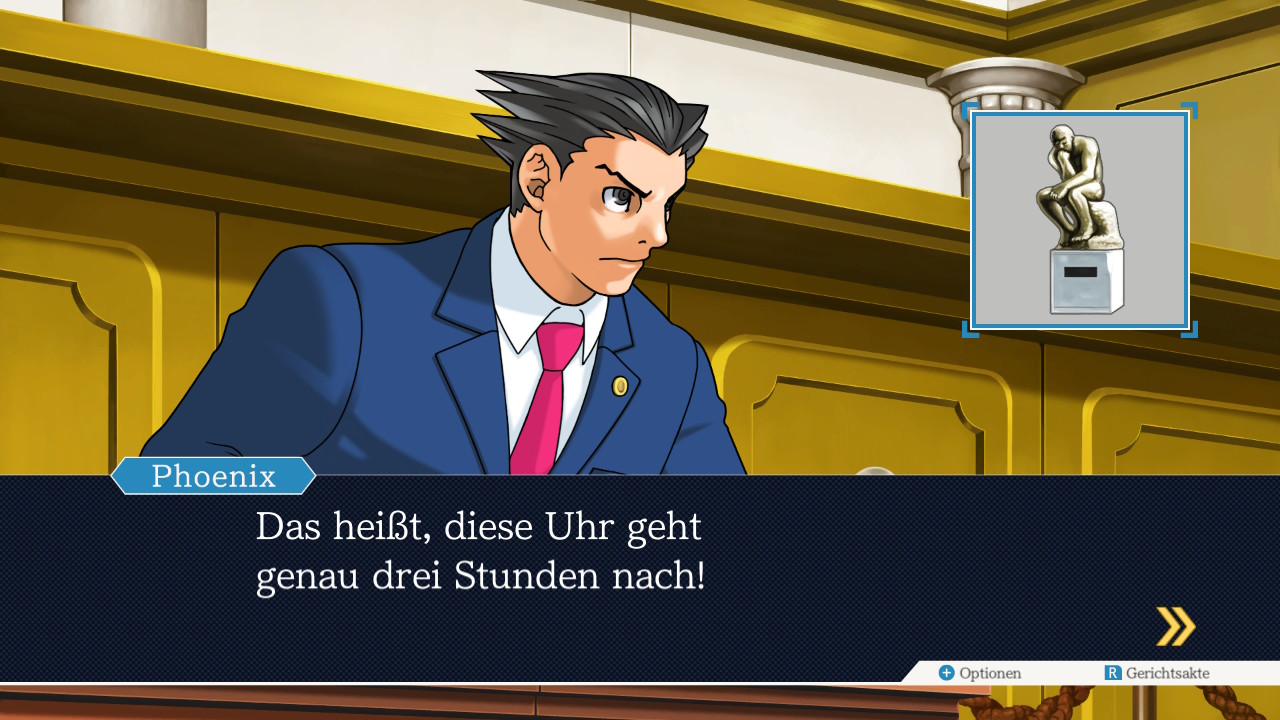 Phoenix
Das heißt, diese Uhr geht
genau drei Stunden nach!
+ Optionen
R Gerichtsakte